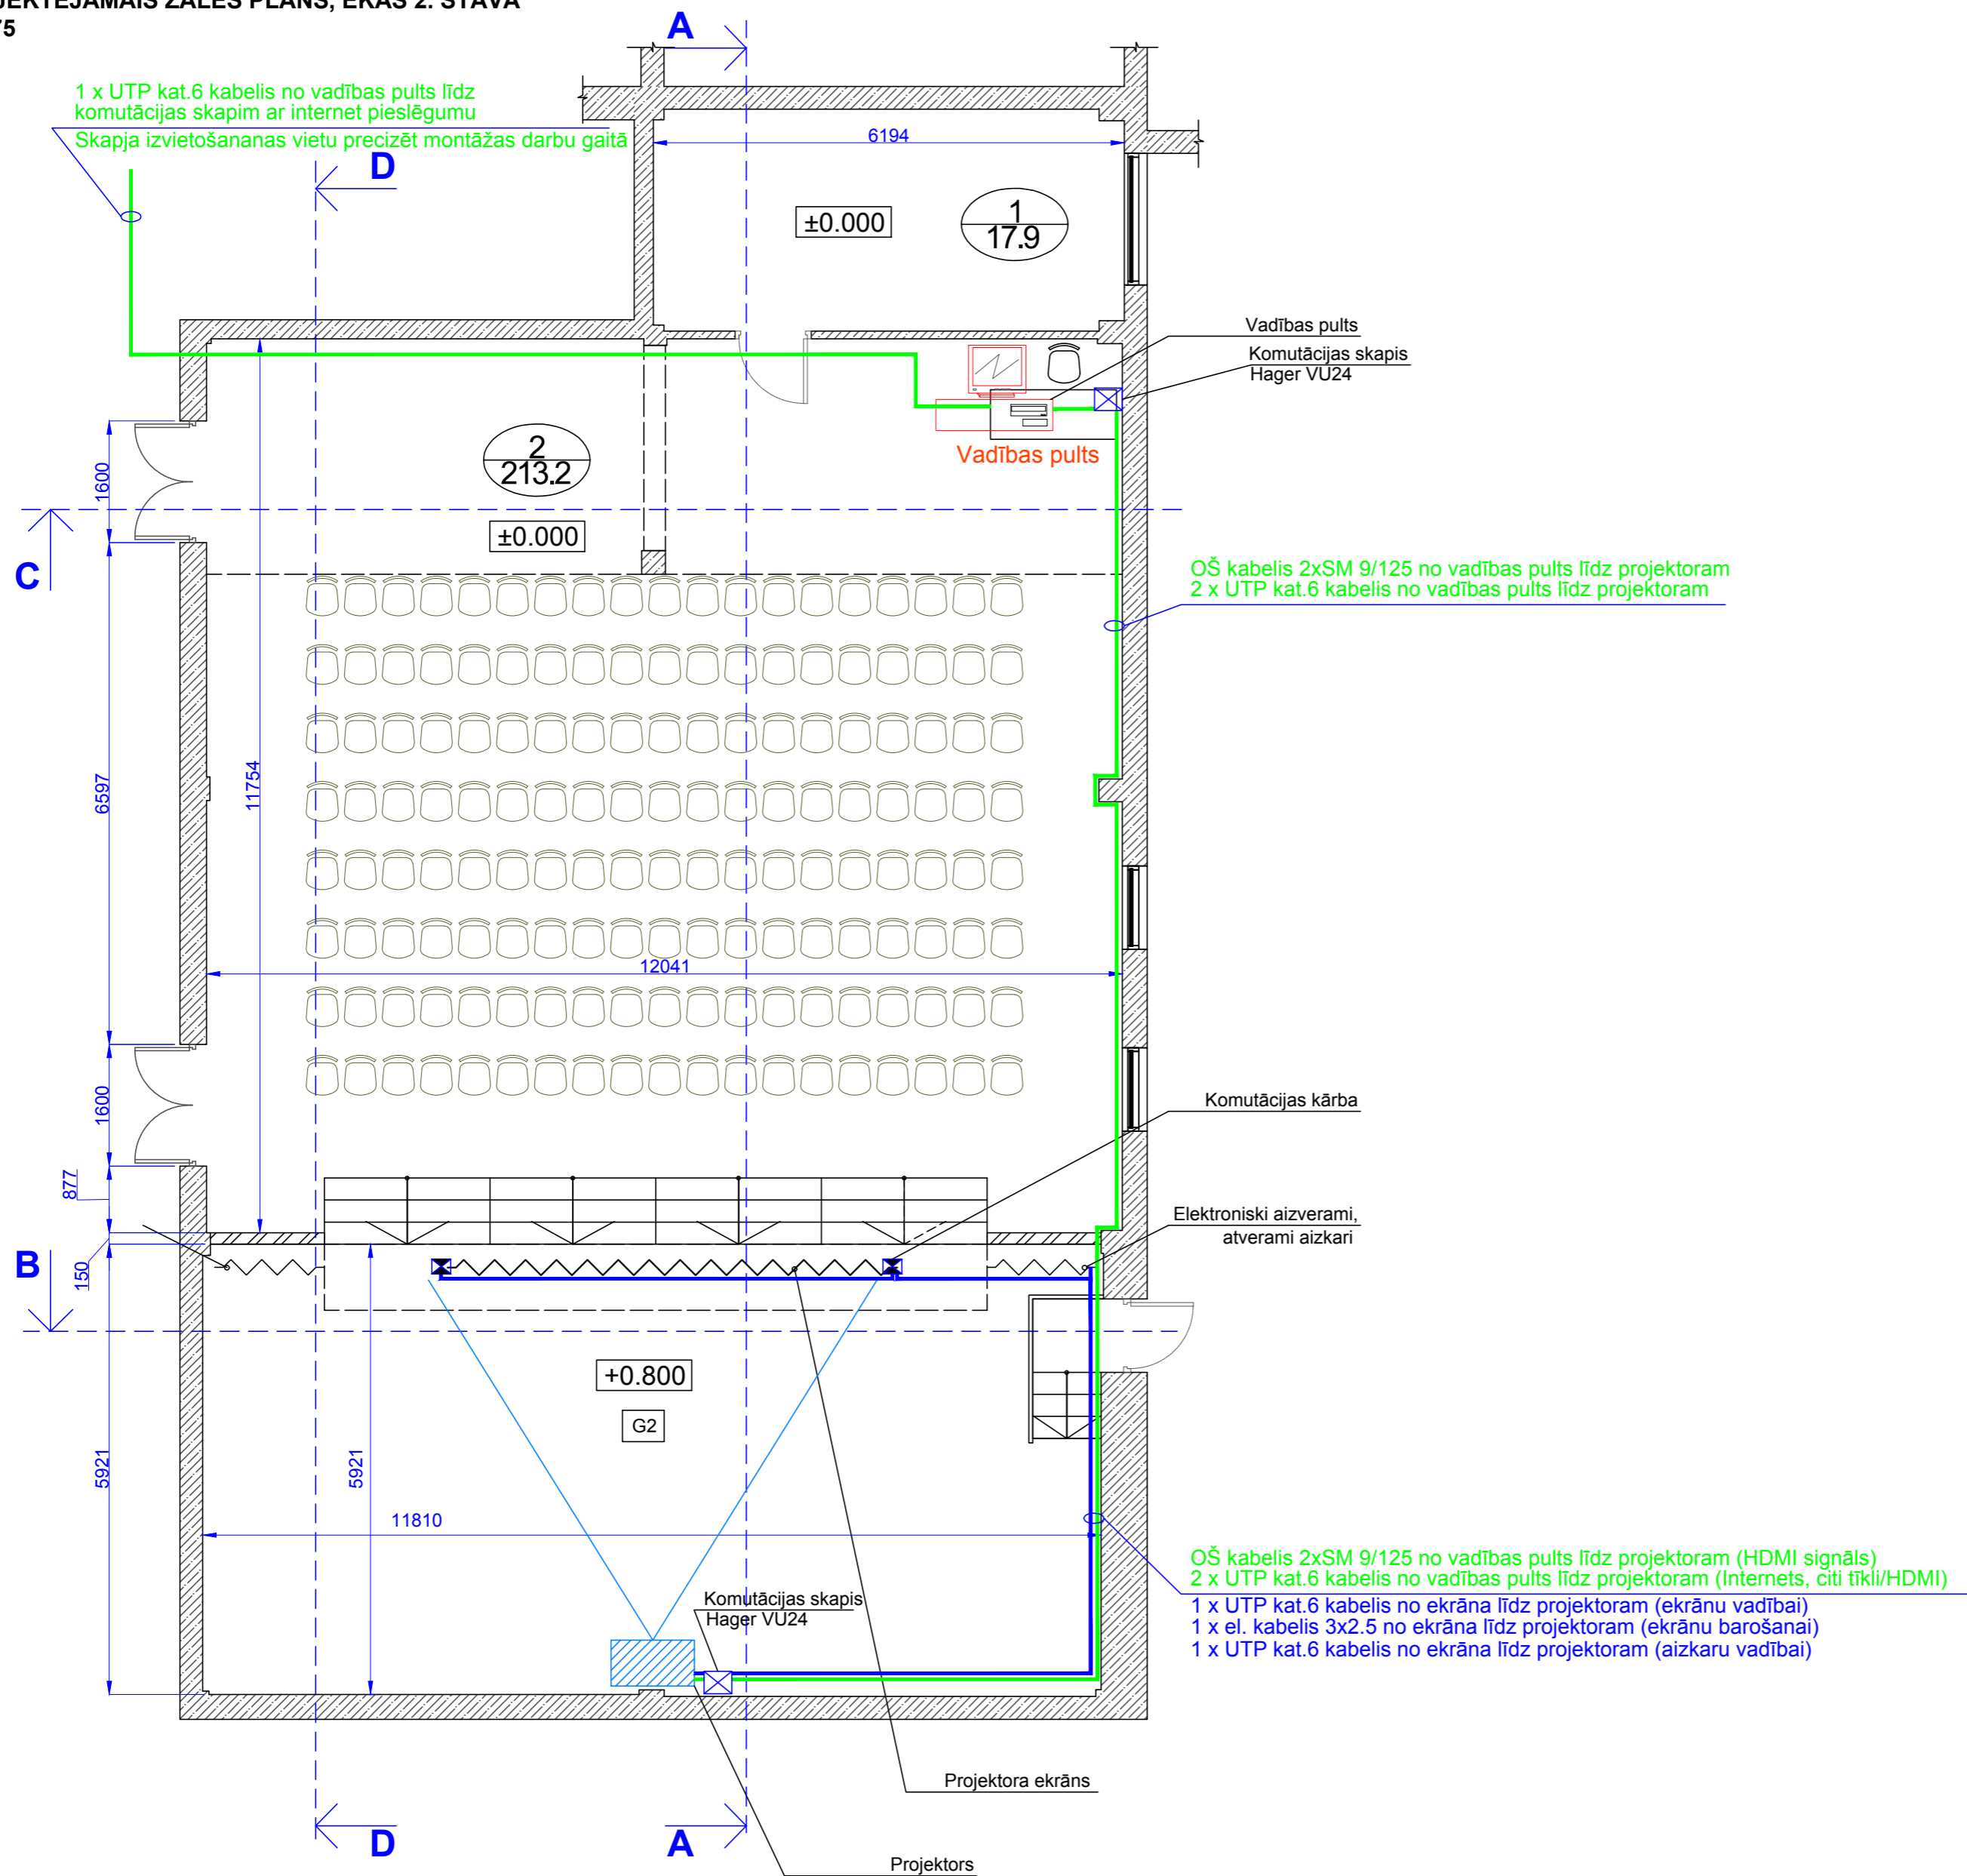 JEKTĒJAMAIS ZĀLES PLĀNS, ĒKAS 2. STĀVA
75
A
1 x UTP kat.6 kabelis no vadības pults līdz
komutācijas skapim ar internet pieslēgumu
Skapja izvietošananas vietu precizēt montāžas darbu gaitā
6194
D
±0.000
1
17.9
Vadības pults
Komutācijas skapis
Hager VU24
2
213.2
Vadības pults
1600
±0.000
C
OŠ kabelis 2xSM 9/125 no vadības pults līdz projektoram
2 x UTP kat.6 kabelis no vadības pults līdz projektoram
6597
11754
12041
1600
Komutācijas kārba
877
Elektroniski aizverami,
atverami aizkari
B
150
+0.800
G2
5921
5921
11810
OŠ kabelis 2xSM 9/125 no vadības pults līdz projektoram (HDMI signāls)
2 x UTP kat.6 kabelis no vadības pults līdz projektoram (Internets, citi tīkli/HDMI)
1 x UTP kat.6 kabelis no ekrāna līdz projektoram (ekrānu vadībai)
1 x el. kabelis 3x2.5 no ekrāna līdz projektoram (ekrānu barošanai)
1 x UTP kat.6 kabelis no ekrāna līdz projektoram (aizkaru vadībai)
Komutācijas skapis
Hager VU24
Projektora ekrāns
D
A
Projektors